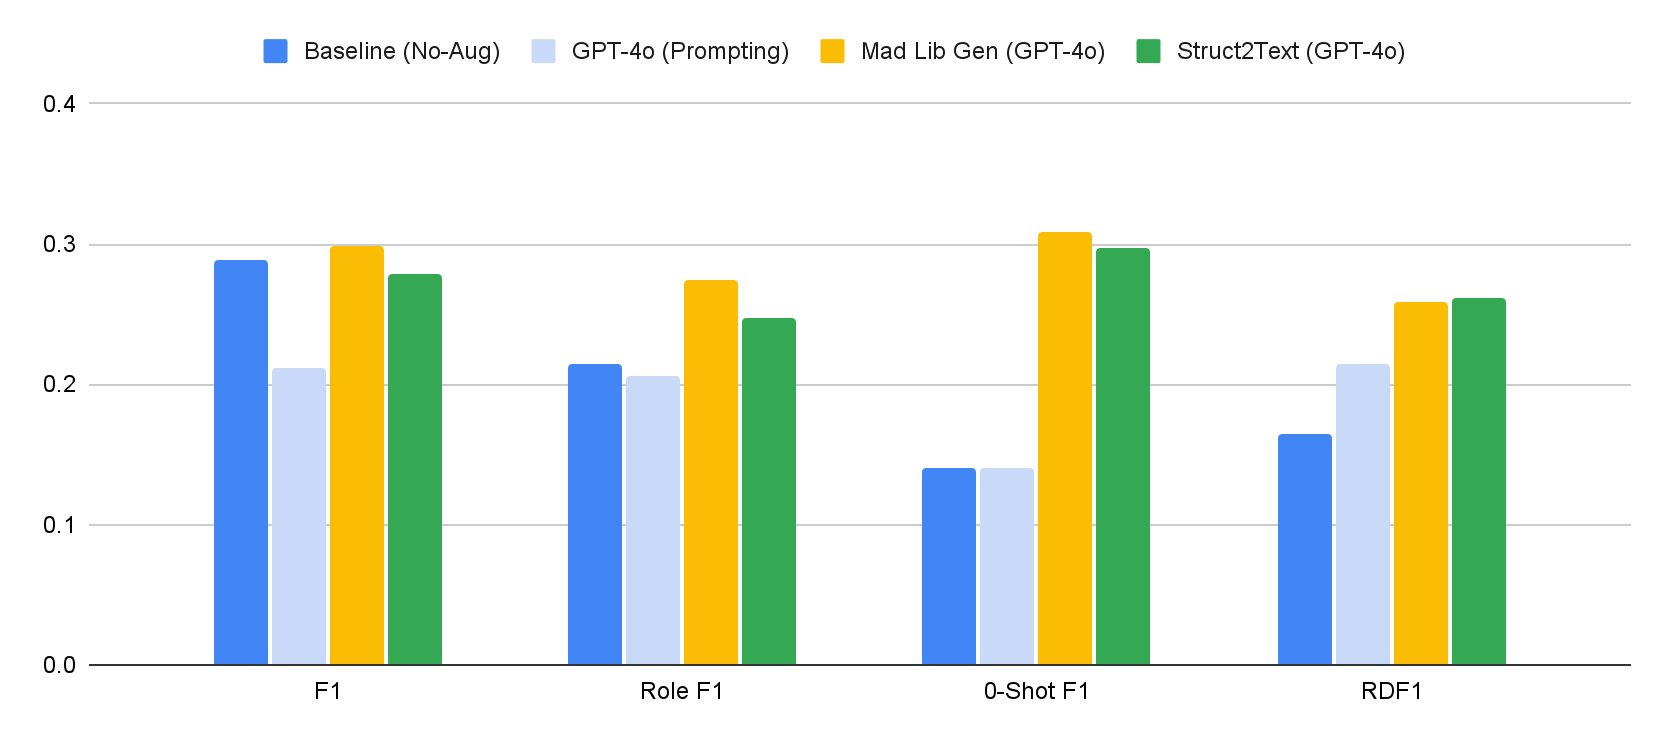 Baseline (No-Aug) GPT-4o (Prompting) Mad Lib Gen (GPT-4o) Struct2Text (GPT-4o)
0.4
0.3
0.2
0.1
0.0
F1 Role F1 0-Shot F1 RDF1